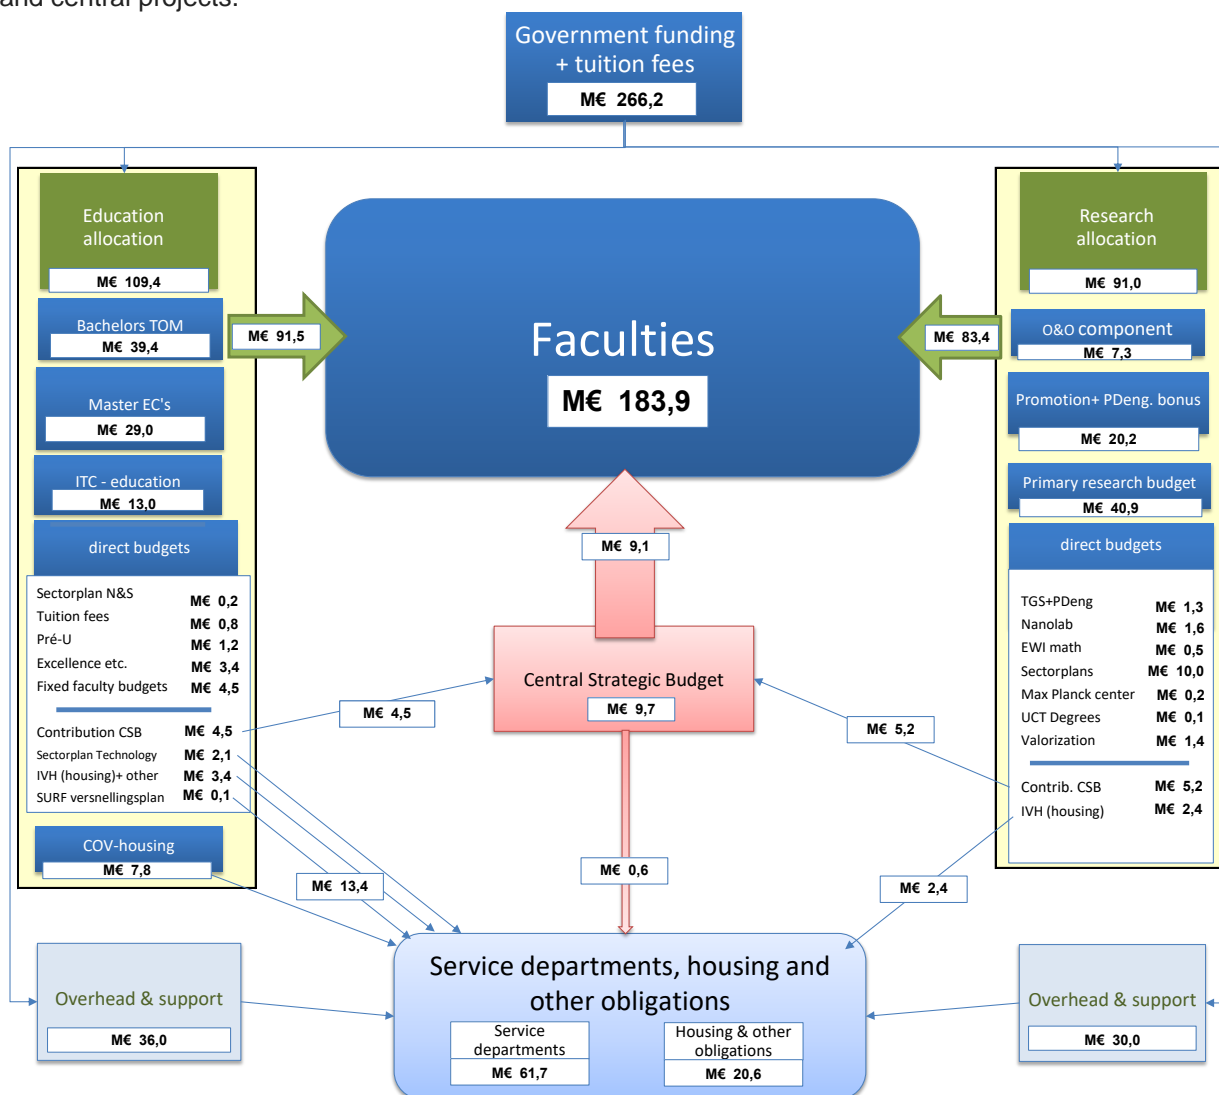 and central projects.
Government funding
+ tuition fees
M€ 266,2
Education
allocation
M€ 109,4
Bachelors TOM
M€ 39,4
M€ 91,5
Master EC's
M€ 29,0
ITC - education
M€ 13,0
direct budgets
Sectorplan N&S M€ 0,2
Tuition fees M€ 0,8
Pré-U M€ 1,2
Excellence etc. M€ 3,4
Fixed faculty budgets M€ 4,5
Contribution CSB M€ 4,5
Sectorplan Technology M€ 2,1
IVH (housing)+ other M€ 3,4
SURF versnellingsplan M€ 0,1
COV-housing
M€ 7,8
Faculties
M€ 183,9
M€ 9,1
Central Strategic Budget
M€ 9,7
M€ 4,5
M€ 5,2
M€ 0,6
M€ 13,4
M€ 2,4
Research
allocation
M€ 91,0
M€ 83,4
O&O component
M€ 7,3
Promotion+ PDeng. bonus
M€ 20,2
Primary research budget
M€ 40,9
direct budgets
TGS+PDeng M€ 1,3
Nanolab M€ 1,6
EWI math M€ 0,5
Sectorplans M€ 10,0
Max Planck center M€ 0,2
UCT Degrees M€ 0,1
Valorization M€ 1,4
Contrib. CSB M€ 5,2
IVH (housing) M€ 2,4
Overhead & support
M€ 36,0
Service departments, housing and
other obligations
Service
departments
M€ 61,7
Housing & other
obligations
M€ 20,6
Overhead & support
M€ 30,0